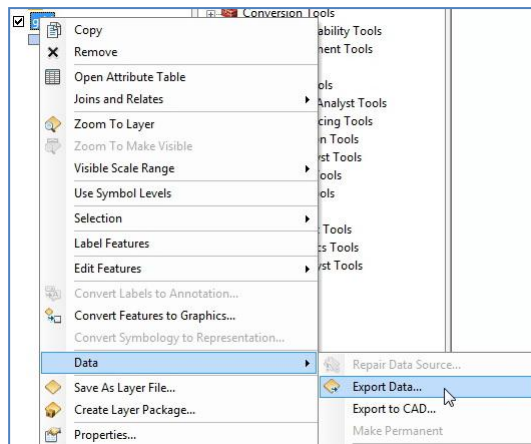 Conversion Tools
Copy
ability Tools
Remove
ment Tools
Open Attribute Table
ols
Joins and Relates
Analyst Tools
Zoom To Layer
cing Tools
Zoom To Make Visible
n Tools
Visible Scale Range
yst Tools
ools
Use Symbol Levels
ols
Selection
Label Features
: Tools
cs Tools
Edit Features
yst Tools
Convert Labels to Annotation...
Convert Features to Graphics...
Convert Symbology to Representation...
Data
Repair Data Source...
Save As Layer File...
Export Data...
Create Layer Package...
Export to CAD...
Properties...
Make Permanent